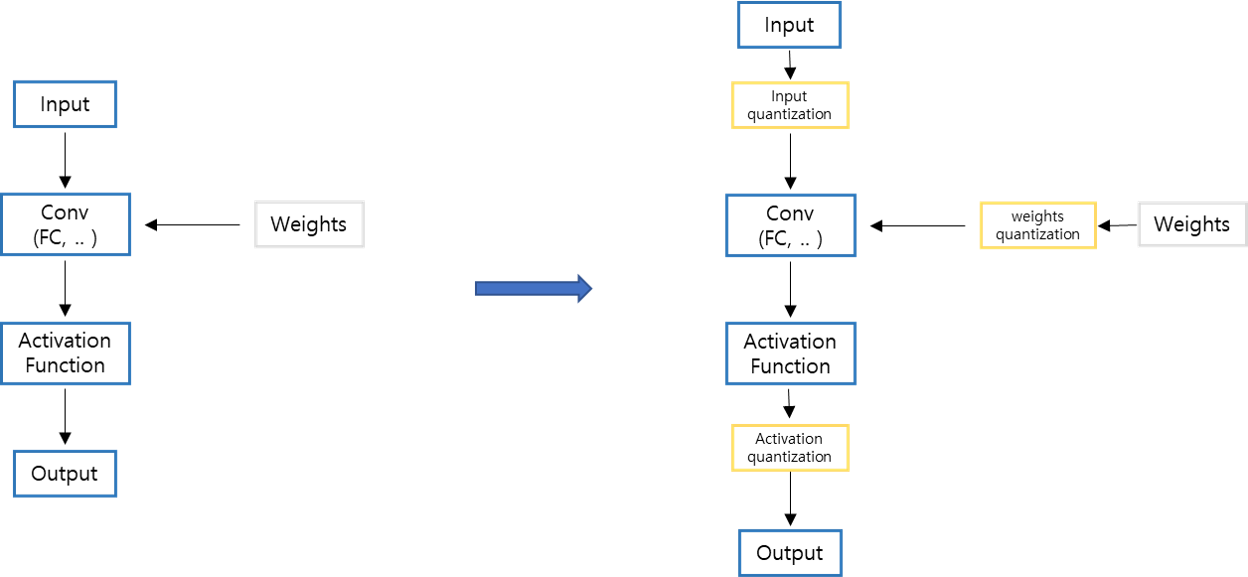 Input
Conv
(FC, .. )
Weights
Activation
Function
Output
Input
Input
quantization
Conv
(FC, .. )
weights
quantization
Weights
Activation
Function
Activation
quantization
Output